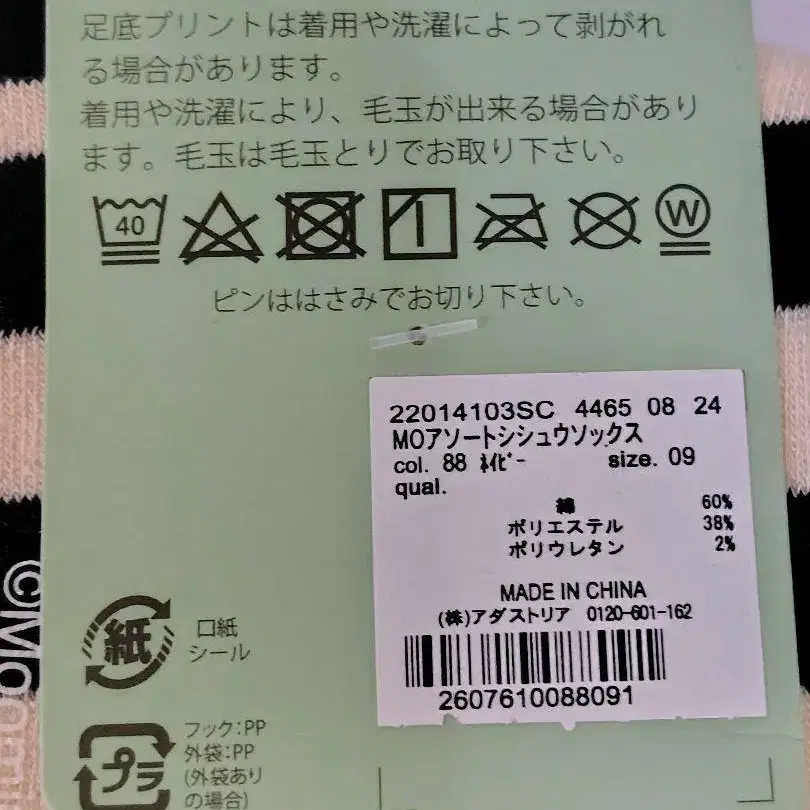 足底プリントは着用や洗濯によって剥がれ
る場合があります。
着用や洗濯により、毛玉が出来る場合があり
ます。毛玉は毛玉とりでお取り下さい。
40
W
ピンははさみでお切り下さい。
22014103SC 4465 08 24
MOアソートシシュウソックス
col. 88 ﾈｲﾋﾞｰ size. 09
qual.
綿 60%
ポリエステル 38%
ポリウレタン 2%
MADE IN CHINA
(株)アダストリア 0120-601-162
2607610088091
紙
口紙
シール
プラ
フック:PP
外袋:PP
(外袋あり
の場合)
©Moomi